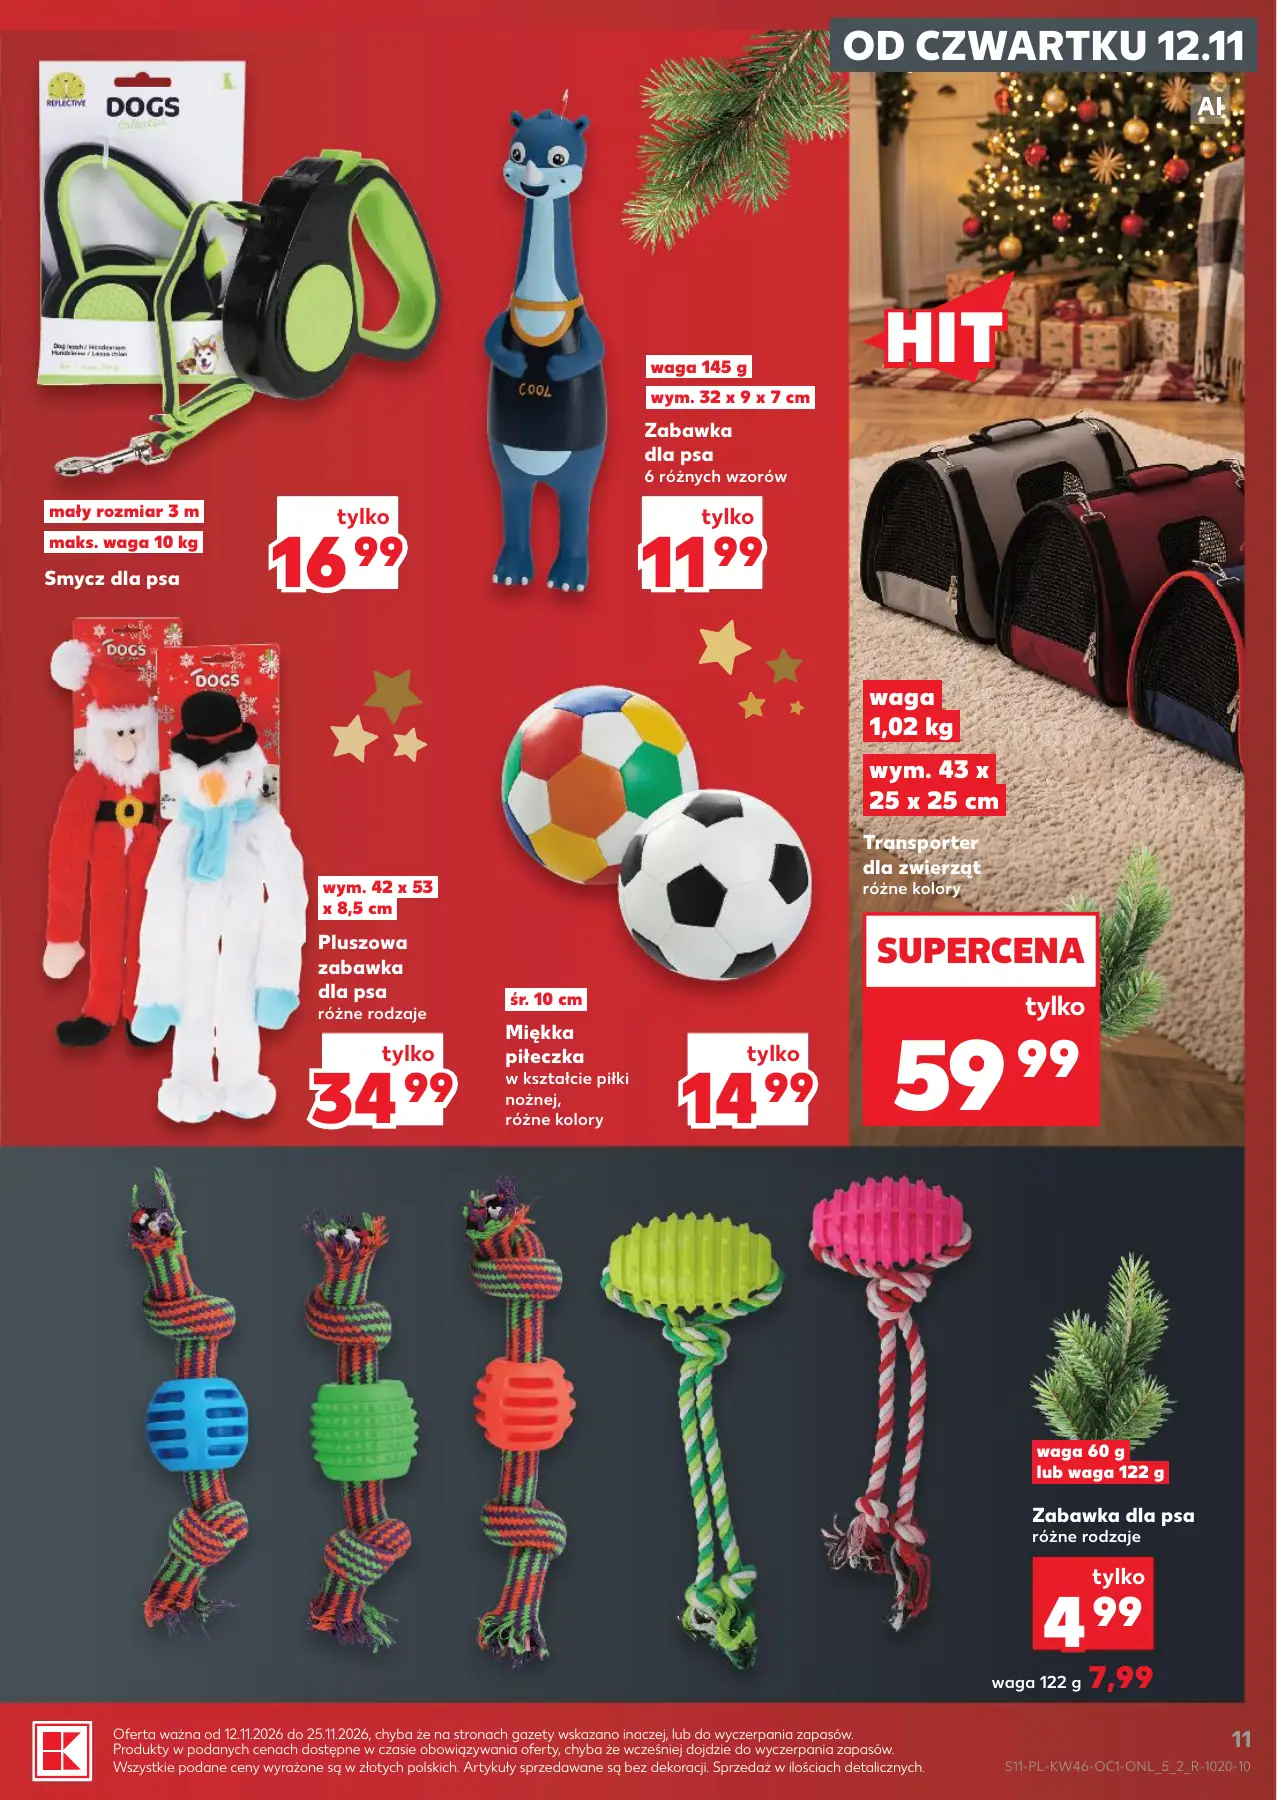 OD CZWARTKU 12.11
REFLECTIVE
DOGS
Collection
Dog leash / Hondenriem
Hundeleine / Laisse chien
mały rozmiar 3 m
maks. waga 10 kg
Smycz dla psa
tylko
16 99
COOL
waga 145 g
wym. 32 x 9 x 7 cm
Zabawka
dla psa
6 różnych wzorów
tylko
11 99
HIT
waga
1,02 kg
wym. 43 x
25 x 25 cm
Transporter
dla zwierząt
różne kolory
SUPERCENA
tylko
59 99
DOGS
DOGS
wym. 42 x 53
x 8,5 cm
Pluszowa
zabawka
dla psa
różne rodzaje
tylko
34 99
śr. 10 cm
Miękka
piłeczka
w kształcie piłki
nożnej,
różne kolory
tylko
14 99
waga 60 g
lub waga 122 g
Zabawka dla psa
różne rodzaje
tylko
4 99
waga 122 g 7,99
Oferta ważna od 12.11.2026 do 25.11.2026, chyba że na stronach gazety wskazano inaczej, lub do wyczerpania zapasów.
Produkty w podanych cenach dostępne w czasie obowiązywania oferty, chyba że wcześniej dojdzie do wyczerpania zapasów.
Wszystkie podane ceny wyrażone są w złotych polskich. Artykuły sprzedawane są bez dekoracji. Sprzedaż w ilościach detalicznych.
11
S11-PL-KW46-OC1-ONL_5_2_R-1020-10